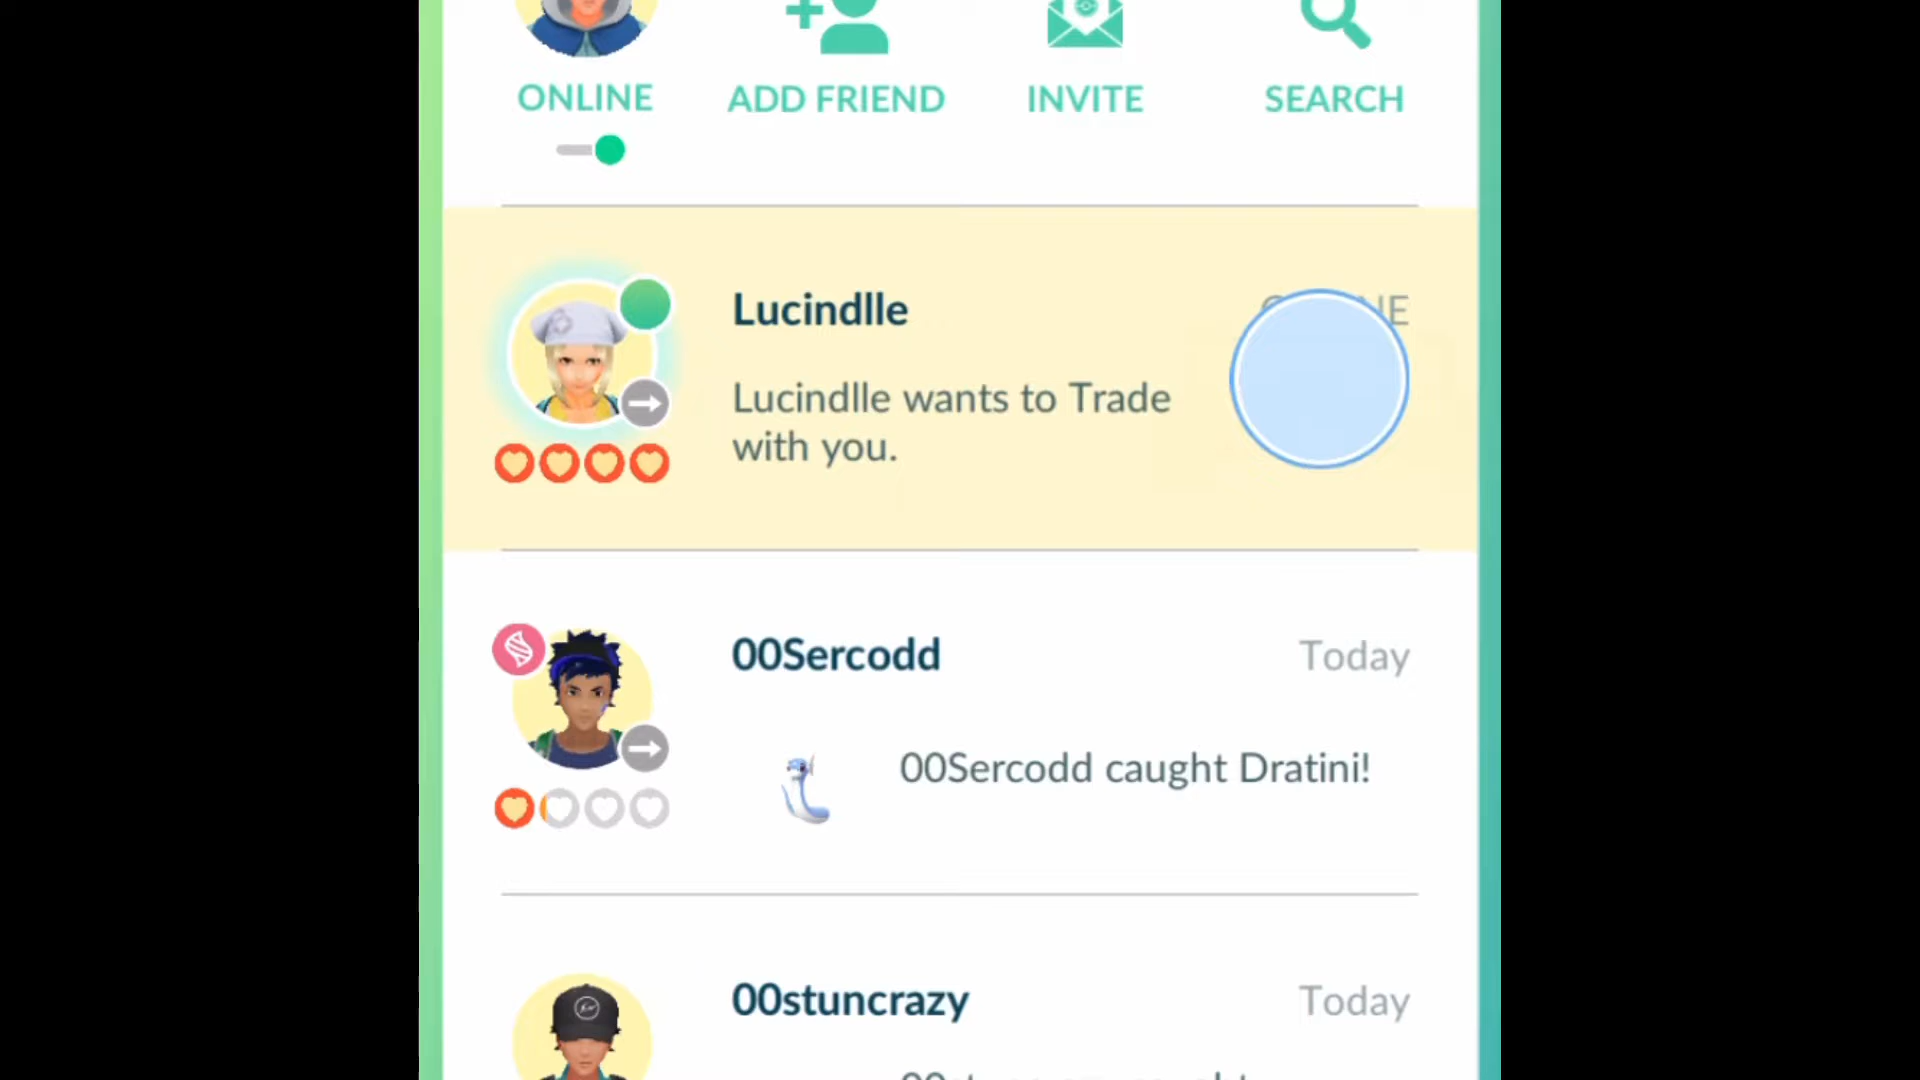 ONLINE ADD FRIEND INVITE SEARCH
Lucindlle
Lucindlle wants to Trade
with you.
00Sercodd Today
00Sercodd caught Dratini!
00stuncrazy Today